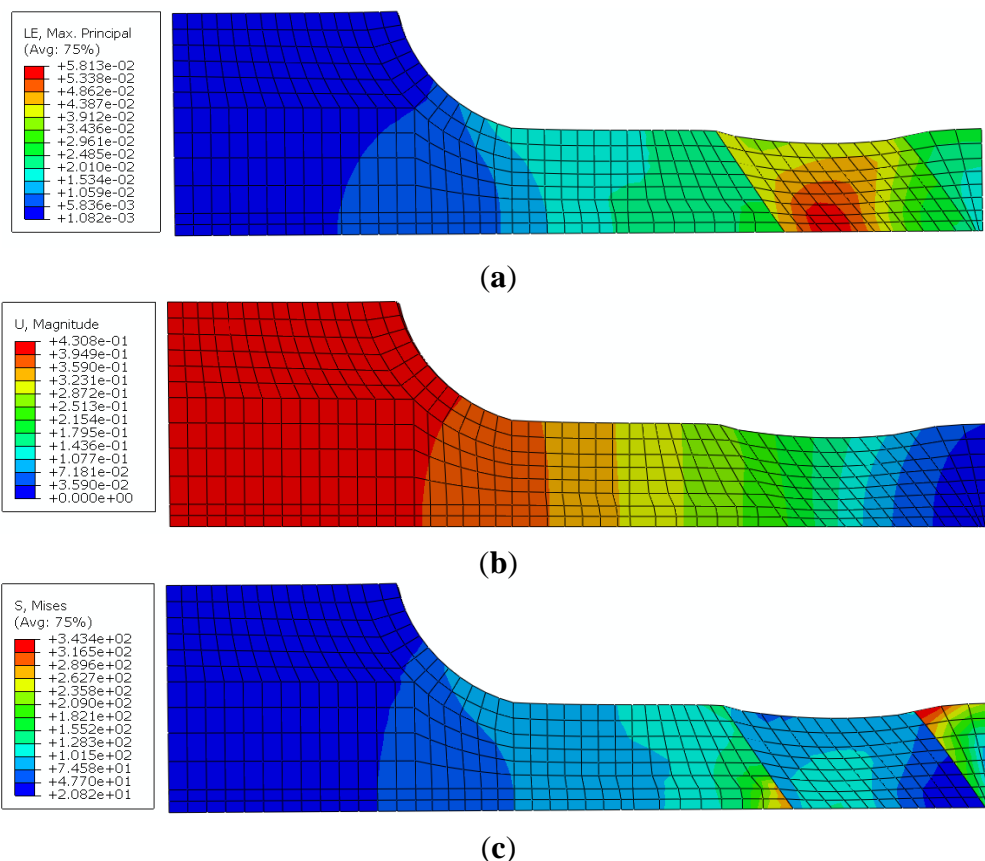 LE, Max. Principal
(Avg: 75%)
+5.813e-02
+5.338e-02
+4.862e-02
+4.387e-02
+3.912e-02
+3.436e-02
+2.961e-02
+2.485e-02
+2.010e-02
+1.534e-02
+1.059e-02
+5.836e-03
+1.082e-03
(a)
U, Magnitude
+4.308e-01
+3.949e-01
+3.590e-01
+3.231e-01
+2.872e-01
+2.513e-01
+2.154e-01
+1.795e-01
+1.436e-01
+1.077e-01
+7.181e-02
+3.590e-02
+0.000e+00
(b)
S, Mises
(Avg: 75%)
+3.434e+02
+3.165e+02
+2.896e+02
+2.627e+02
+2.358e+02
+2.090e+02
+1.821e+02
+1.552e+02
+1.283e+02
+1.015e+02
+7.458e+01
+4.770e+01
+2.082e+01
(c)